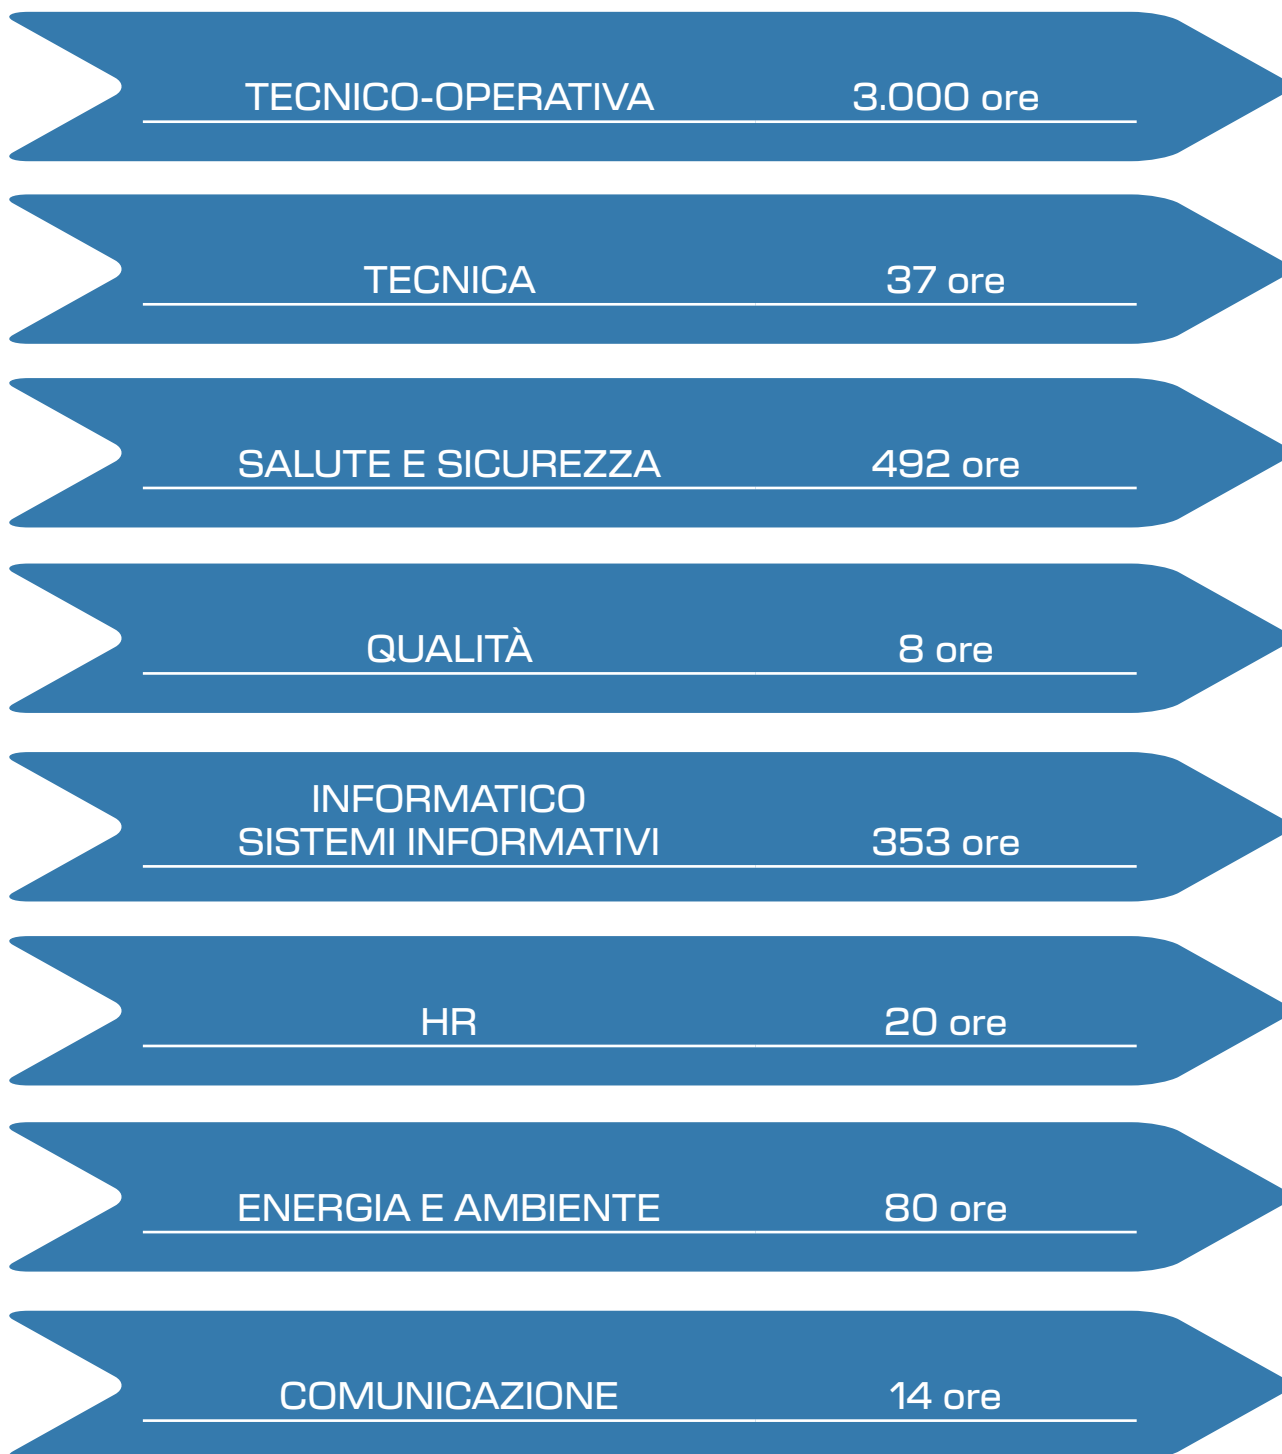 TECNICO-OPERATIVA 3.000 ore
TECNICA 37 ore
SALUTE E SICUREZZA 492 ore
QUALITÀ 8 ore
INFORMATICO
SISTEMI INFORMATIVI 353 ore
HR 20 ore
ENERGIA E AMBIENTE 80 ore
COMUNICAZIONE 14 ore